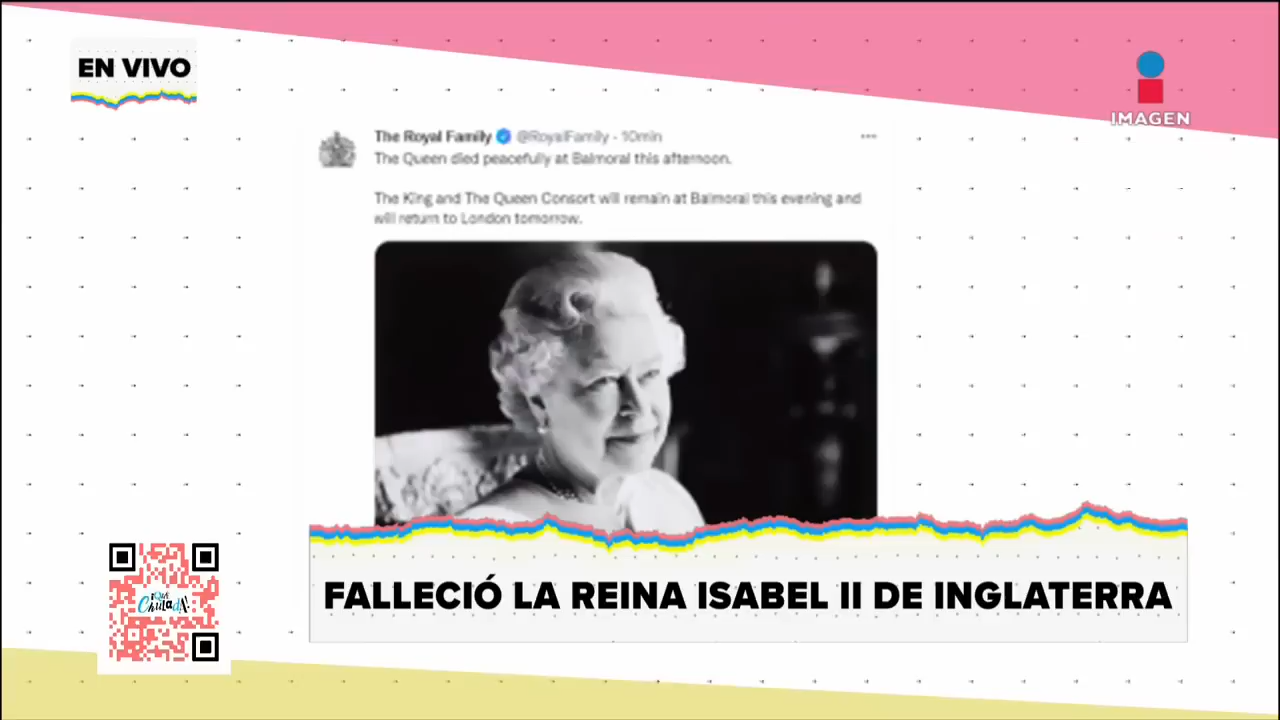 EN VIVO
IMAGEN
The Royal Family @RoyalFamily · 10min
The Queen died peacefully at Balmoral this afternoon.
The King and The Queen Consort will remain at Balmoral this evening and
will return to London tomorrow.
¡Qué
Chulada!
FALLECIÓ LA REINA ISABEL II DE INGLATERRA